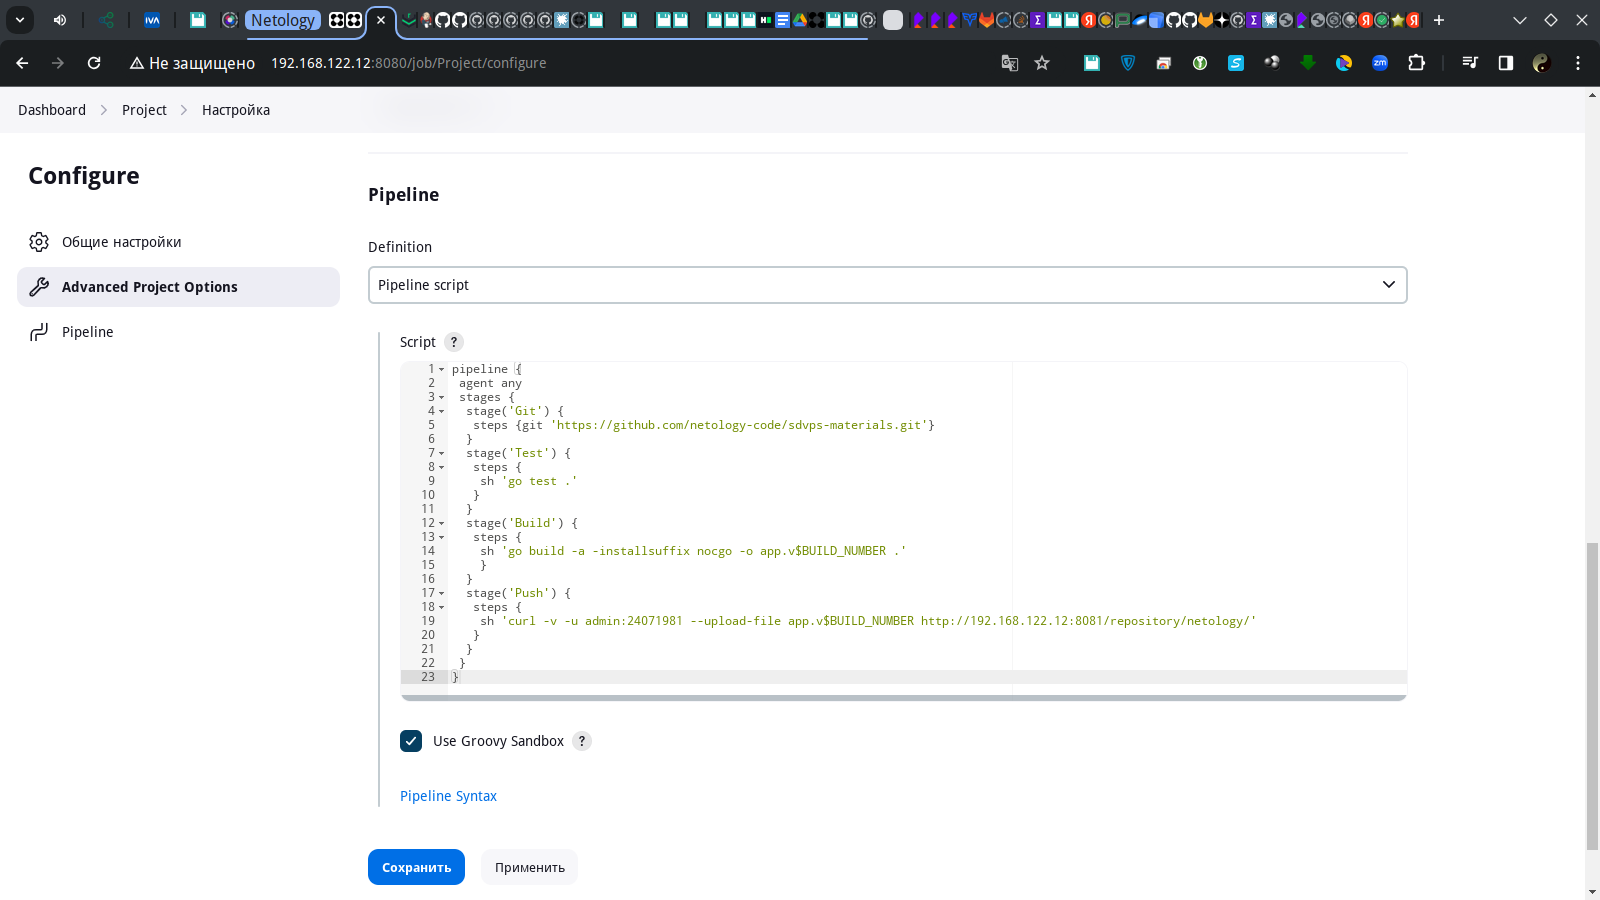 Netology
Не защищено
192.168.122.12:8080/job/Project/configure
Dashboard
Project
Настройка
Configure
Общие настройки
Advanced Project Options
Pipeline
Pipeline
Definition
Pipeline script
Script ?
1 pipeline {
2 agent any
3 stages {
4 stage('Git') {
5 steps {git 'https://github.com/netology-code/sdvps-materials.git'}
6 }
7 stage('Test') {
8 steps {
9 sh 'go test .'
10 }
11 }
12 stage('Build') {
13 steps {
14 sh 'go build -a -installsuffix nocgo -o app.v$BUILD_NUMBER .'
15 }
16 }
17 stage('Push') {
18 steps {
19 sh 'curl -v -u admin:24071981 --upload-file app.v$BUILD_NUMBER http://192.168.122.12:8081/repository/netology/'
20 }
21 }
22 }
23 }
Use Groovy Sandbox ?
Pipeline Syntax
Сохранить
Применить